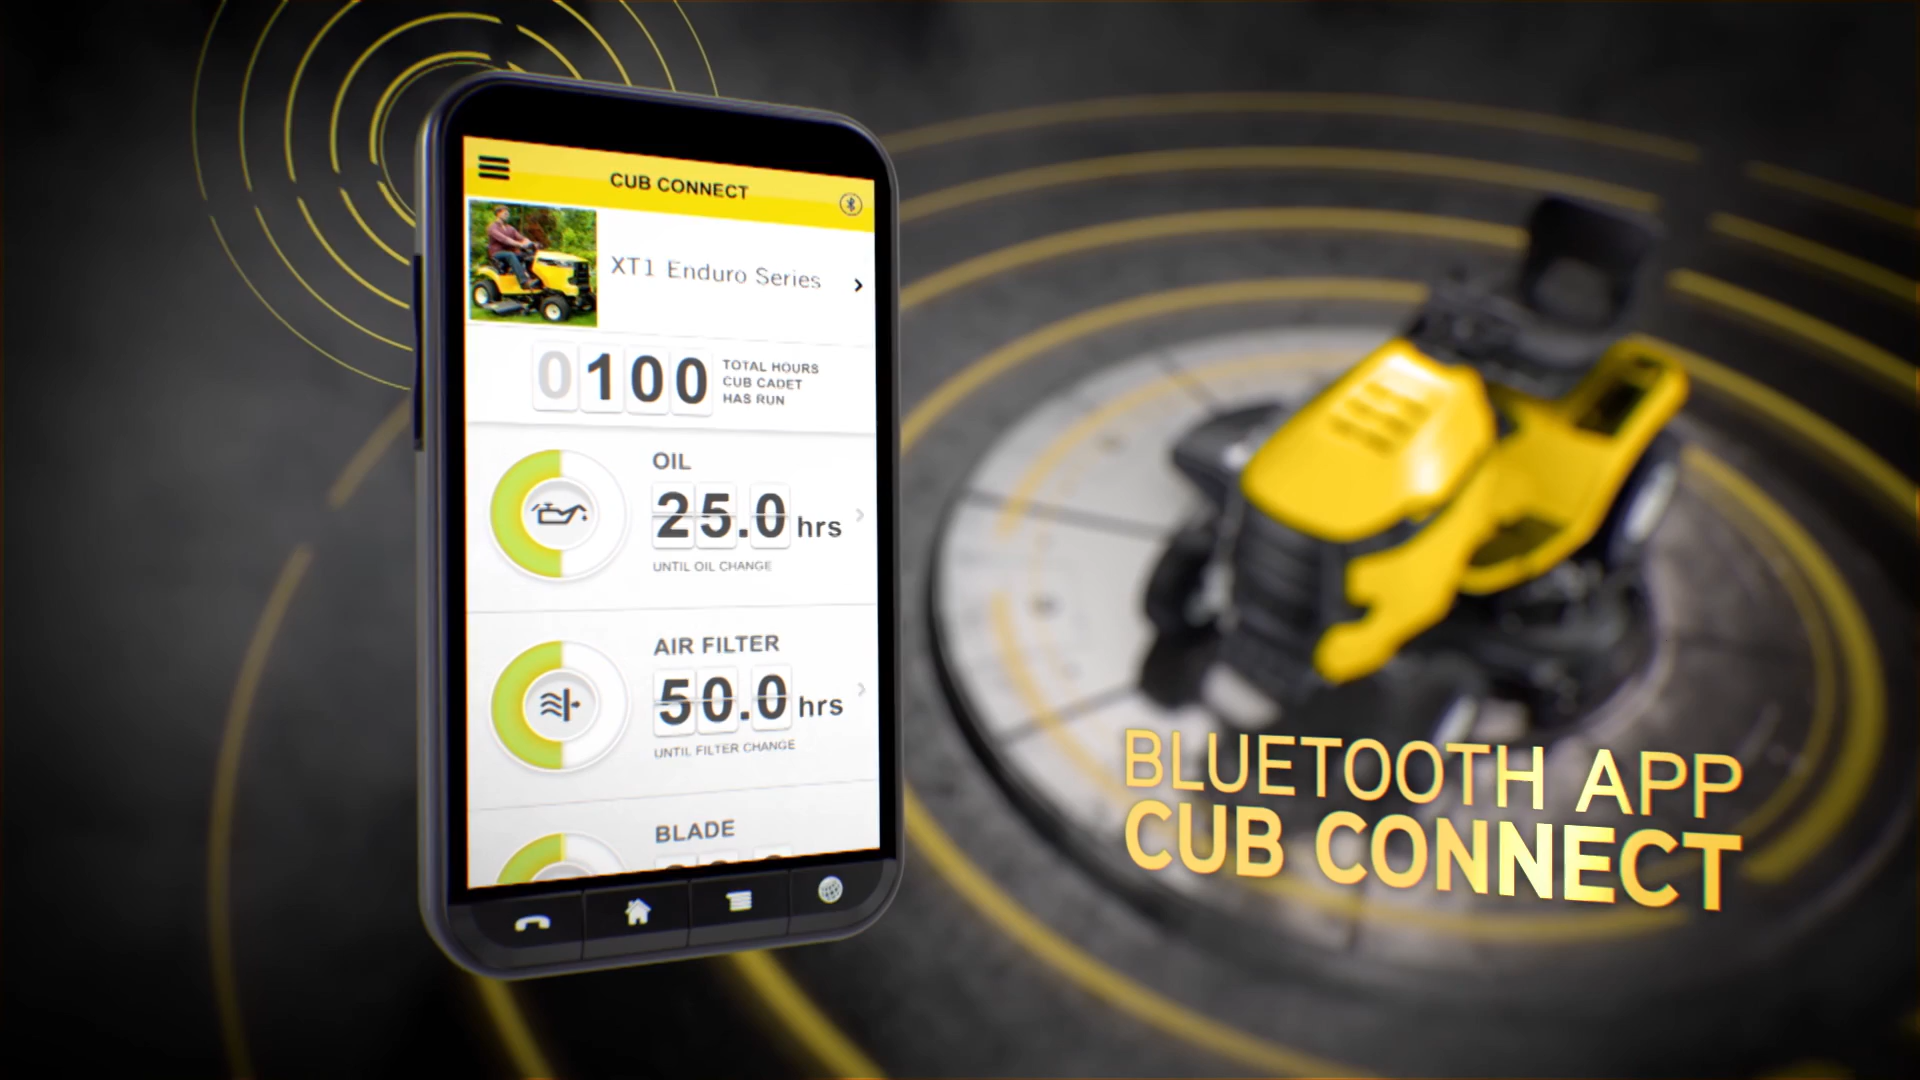 CUB CONNECT
XT1 Enduro Series
0100
TOTAL HOURS
CUB CADET
HAS RUN
OIL
25.0 hrs
UNTIL OIL CHANGE
AIR FILTER
50.0 hrs
UNTIL FILTER CHANGE
BLADE
BLUETOOTH APP
CUB CONNECT